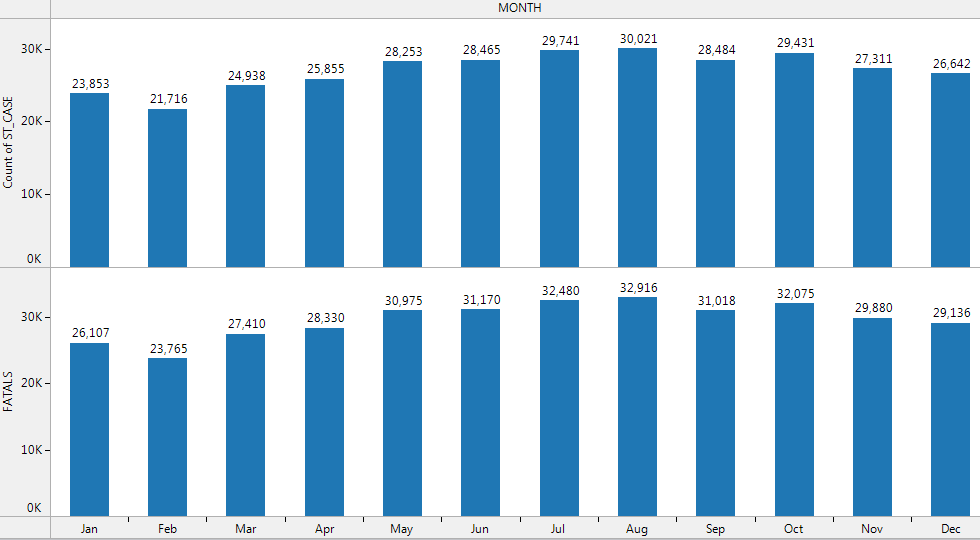 MONTH
Count of ST_CASE
30K
20K
10K
0K
23,853 21,716 24,938 25,855 28,253 28,465 29,741 30,021 28,484 29,431 27,311 26,642
FATALS
30K
20K
10K
0K
26,107 23,765 27,410 28,330 30,975 31,170 32,480 32,916 31,018 32,075 29,880 29,136
Jan Feb Mar Apr May Jun Jul Aug Sep Oct Nov Dec